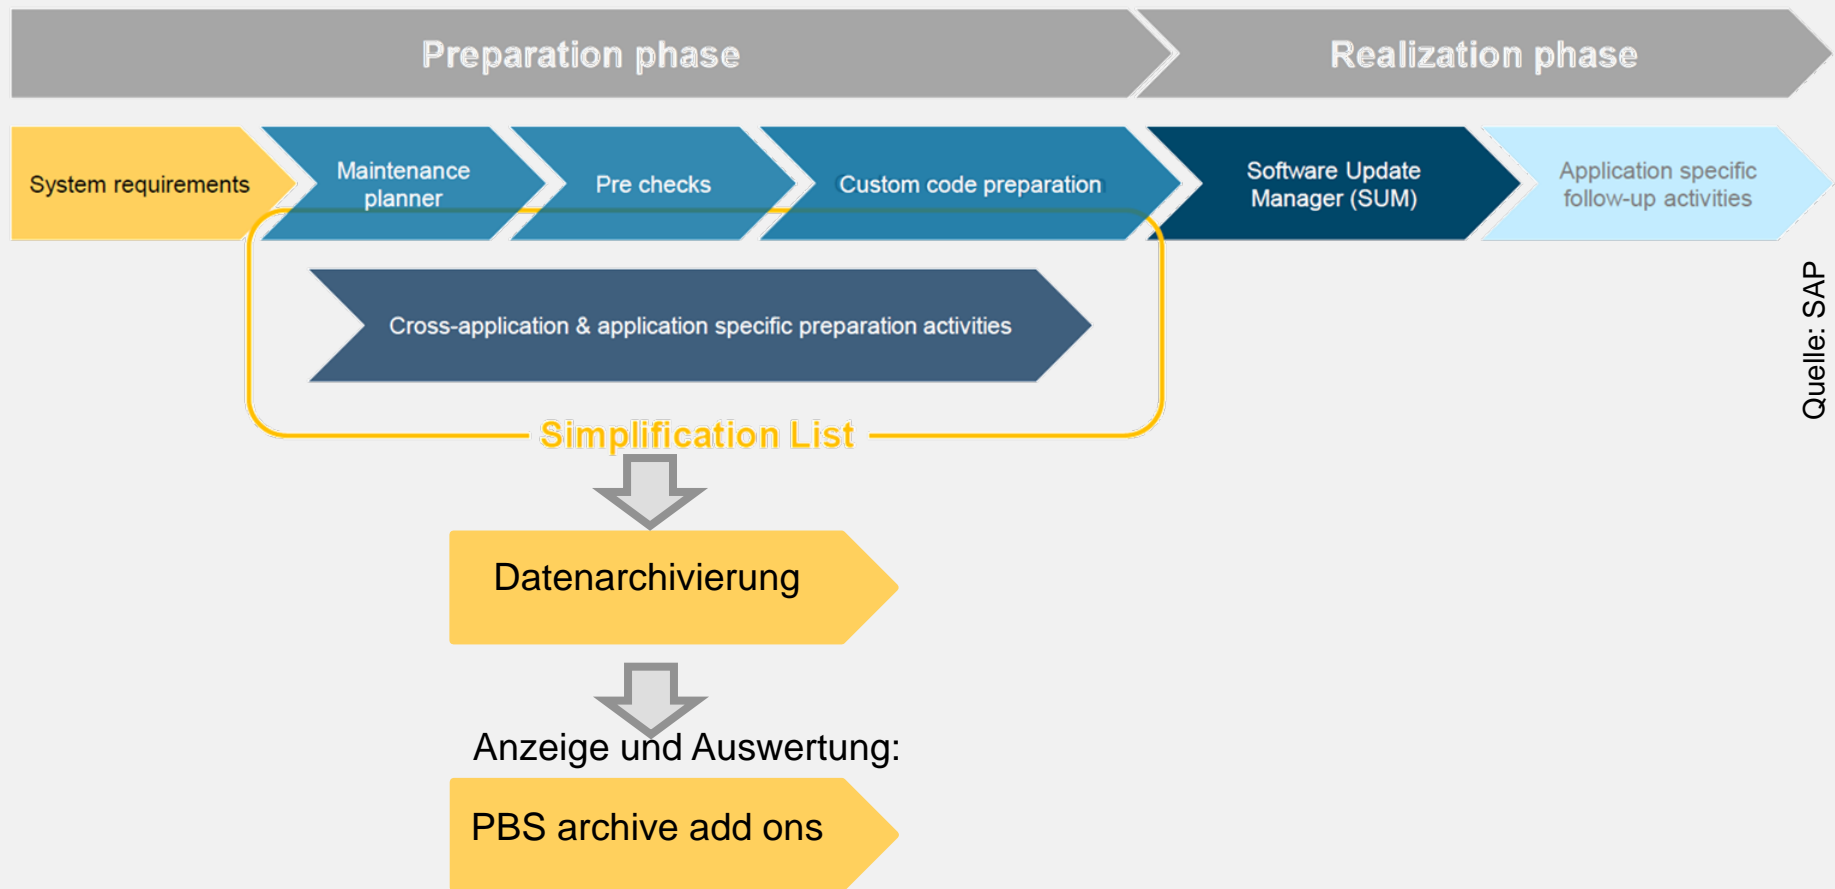 Preparation phase
Realization phase
System requirements
Maintenance
planner
Pre checks
Custom code preparation
Software Update
Manager (SUM)
Application specific
follow-up activities
Cross-application & application specific preparation activities
Simplification List
Quelle: SAP
Datenarchivierung
Anzeige und Auswertung:
PBS archive add ons